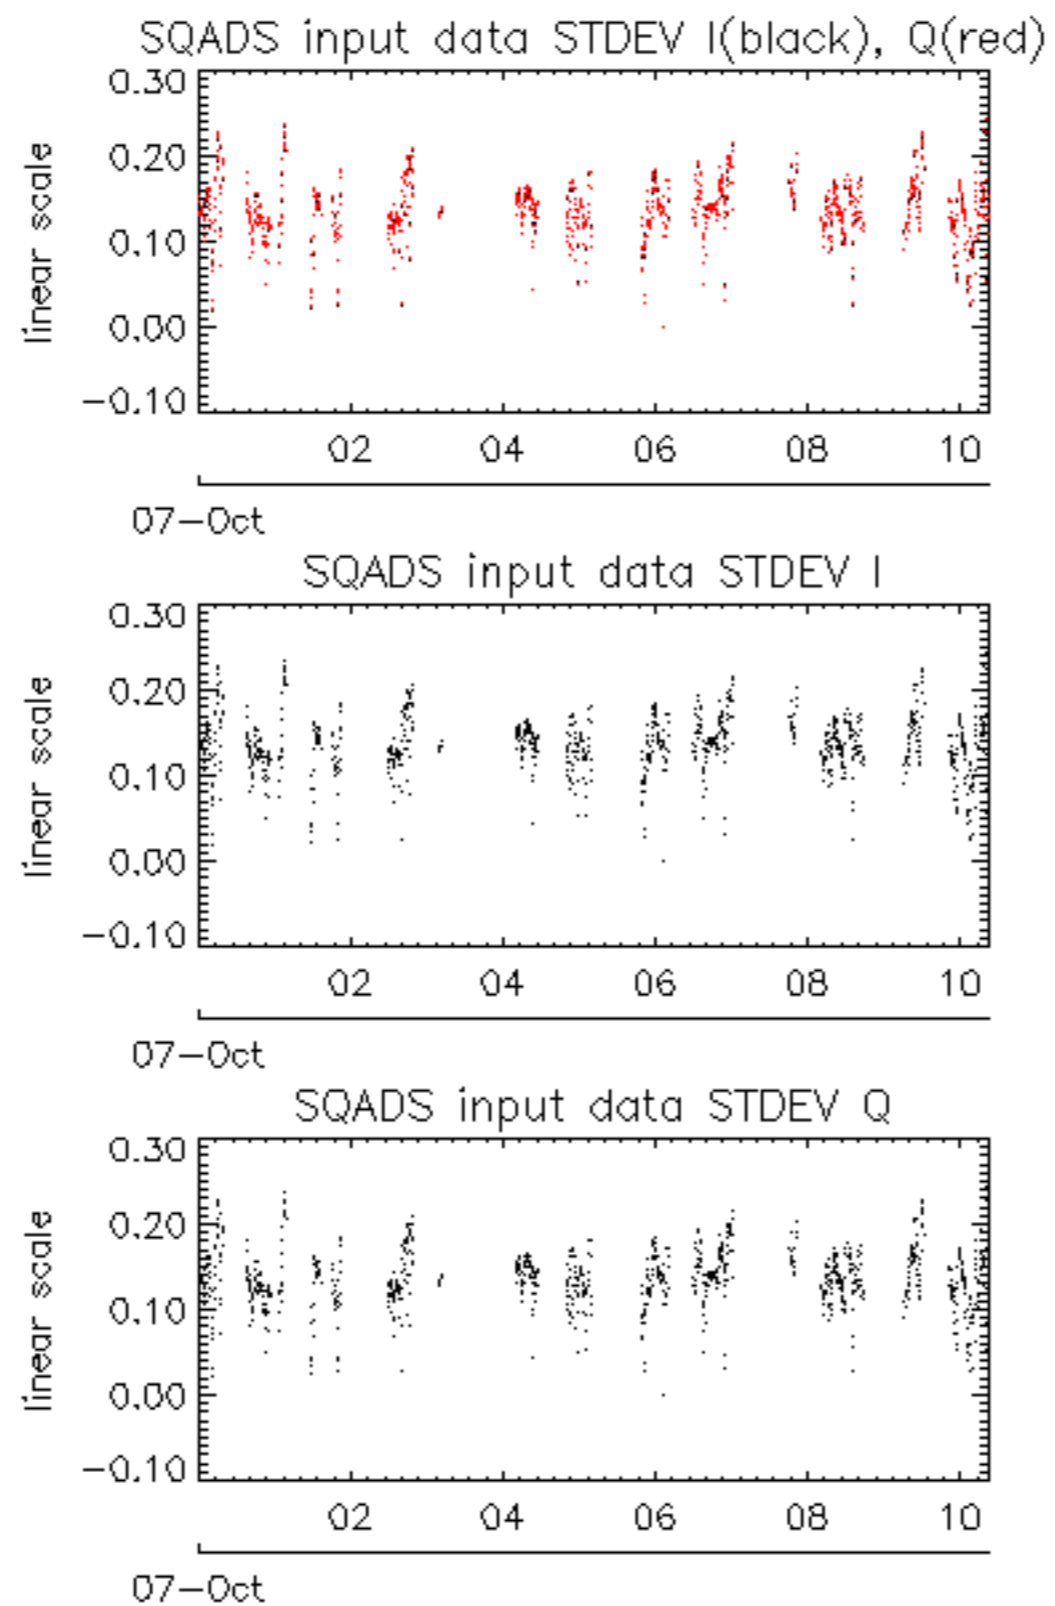 SQADS input data STDEV I(black), Q(red)
0.30
0.20
0.10
0.00
−0.10
linear scale
02 04 06 08 10
07−Oct
SQADS input data STDEV I
0.30
0.20
0.10
0.00
−0.10
linear scale
02 04 06 08 10
07−Oct
SQADS input data STDEV Q
0.30
0.20
0.10
0.00
−0.10
linear scale
02 04 06 08 10
07−Oct